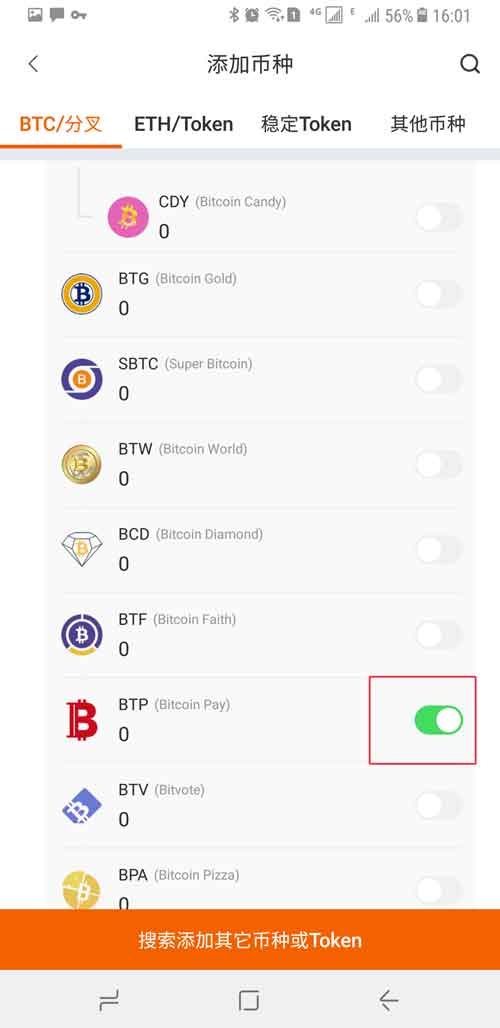 4G E 56% 16:01
添加币种
BTC/分叉 ETH/Token 稳定Token 其他币种
CDY (Bitcoin Candy)
0
BTG (Bitcoin Gold)
0
SBTC (Super Bitcoin)
0
BTW (Bitcoin World)
0
BCD (Bitcoin Diamond)
0
BTF (Bitcoin Faith)
0
BTP (Bitcoin Pay)
0
BTV (Bitvote)
0
BPA (Bitcoin Pizza)
0
搜索添加其它币种或Token